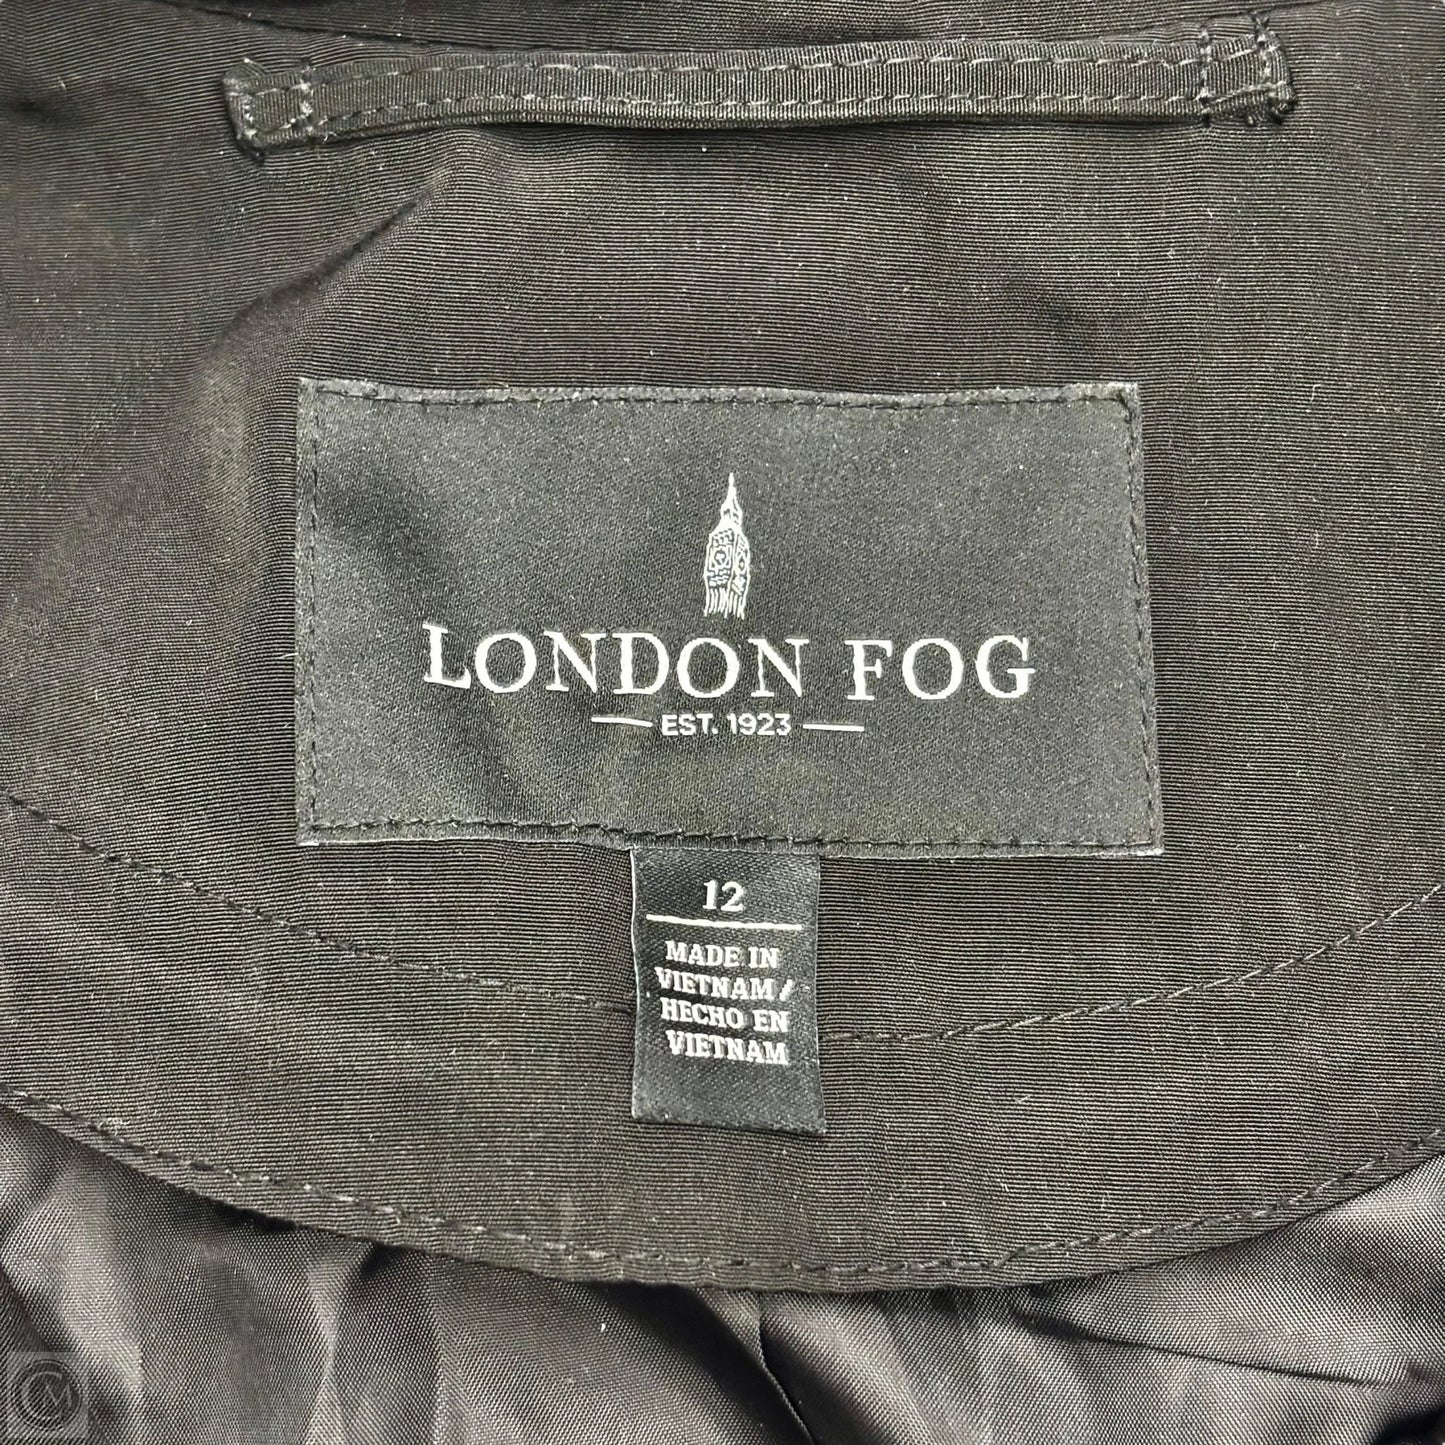 LONDON FOG
EST. 1923
12
MADE IN
VIETNAM /
HECHO EN
VIETNAM